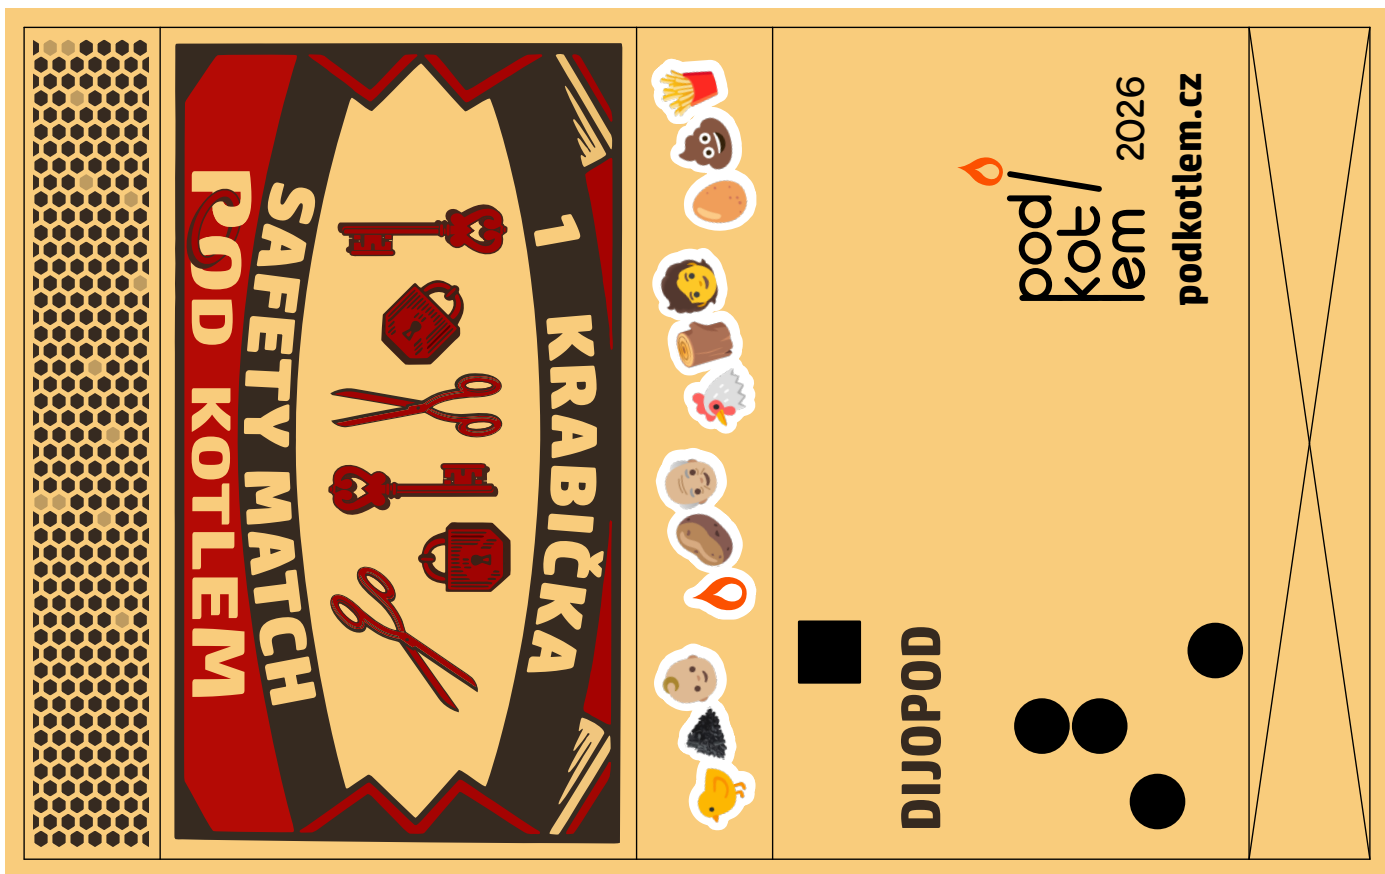 POD KOTLEM
SAFETY MATCH
1 KRABIČKA
DIJOPOD
pod
kot
lem 2026
podkotlem.cz